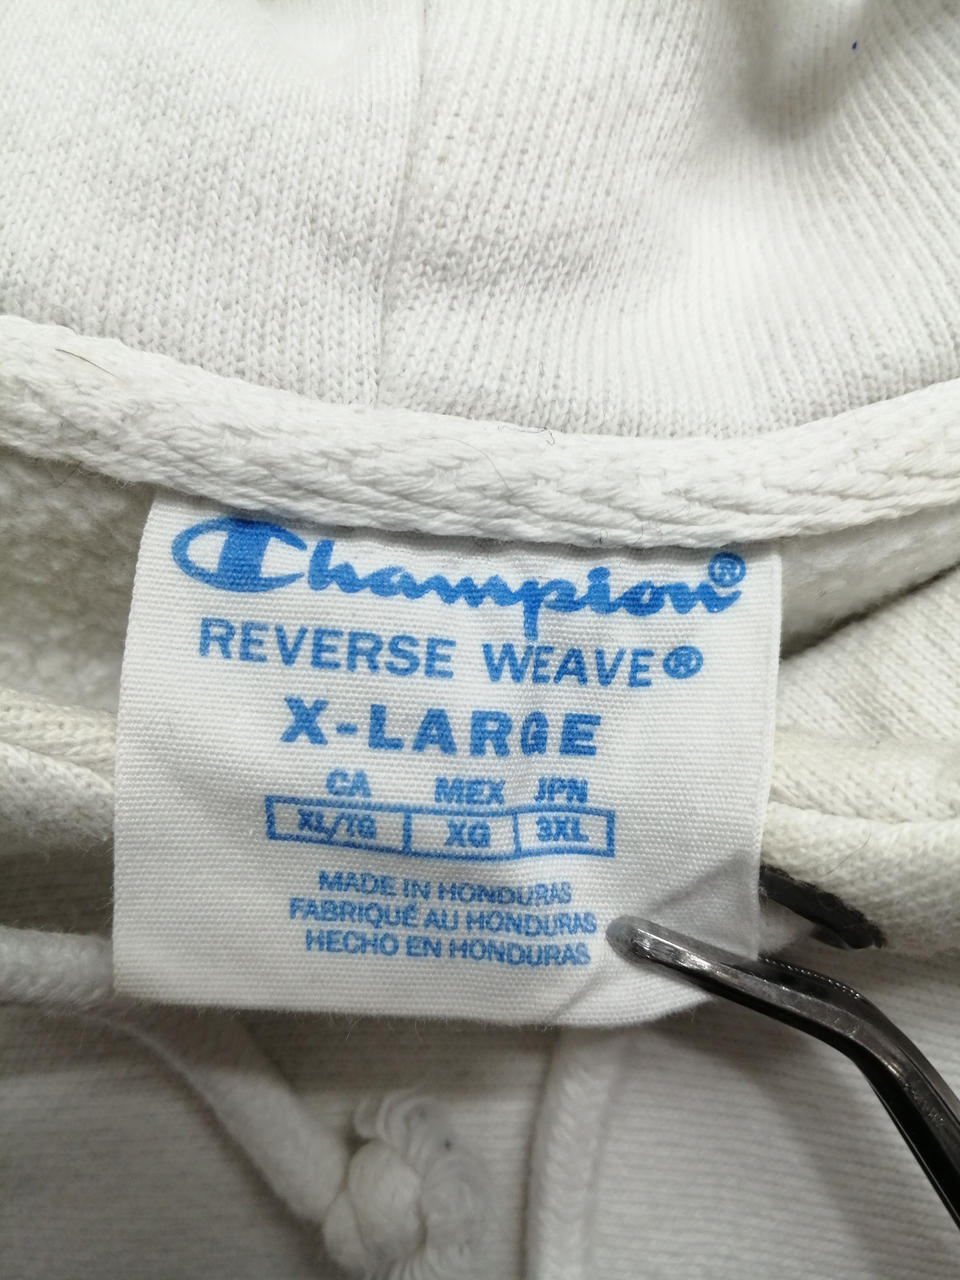 Champion®
REVERSE WEAVE®
X-LARGE
CA MEX JPN
XL/TG XG 3XL
MADE IN HONDURAS
FABRIQUÉ AU HONDURAS
HECHO EN HONDURAS